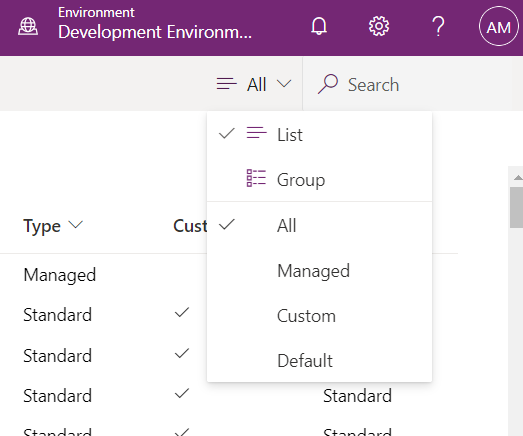 Environment
Development Environm...
AM
All
Search
List
Group
Type
Cust
All
Managed
Managed
Standard
Custom
Standard
Default
Standard
Standard
Standard